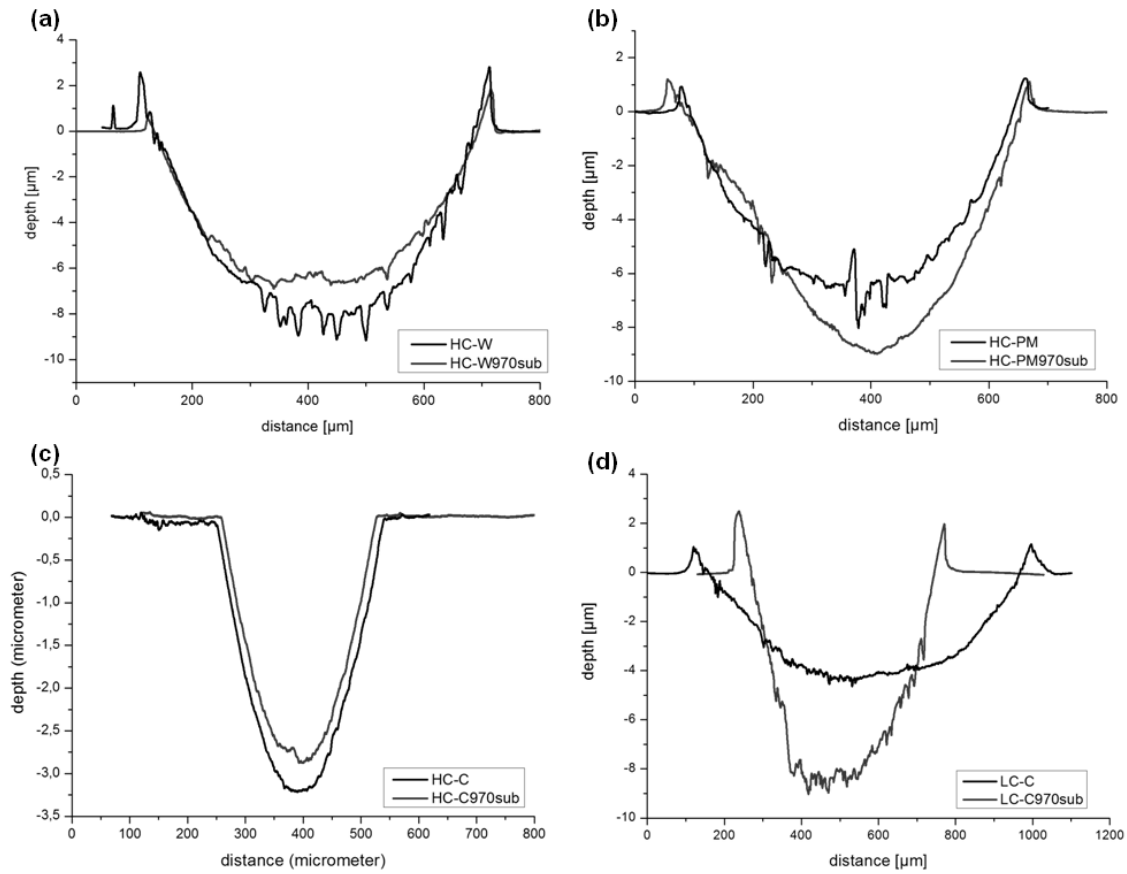 (a)
4
2
0
-2
-4
-6
-8
-10
depth [µm]
HC-W
HC-W970sub
0 200 400 600 800
distance [µm]
(b)
2
0
-2
-4
-6
-8
-10
depth [µm]
HC-PM
HC-PM970sub
0 200 400 600 800
distance [µm]
(c)
0,5
0,0
-0,5
-1,0
-1,5
-2,0
-2,5
-3,0
-3,5
depth (micrometer)
HC-C
HC-C970sub
0 100 200 300 400 500 600 700 800
distance (micrometer)
(d)
4
2
0
-2
-4
-6
-8
-10
depth [µm]
LC-C
LC-C970sub
0 200 400 600 800 1000 1200
distance [µm]